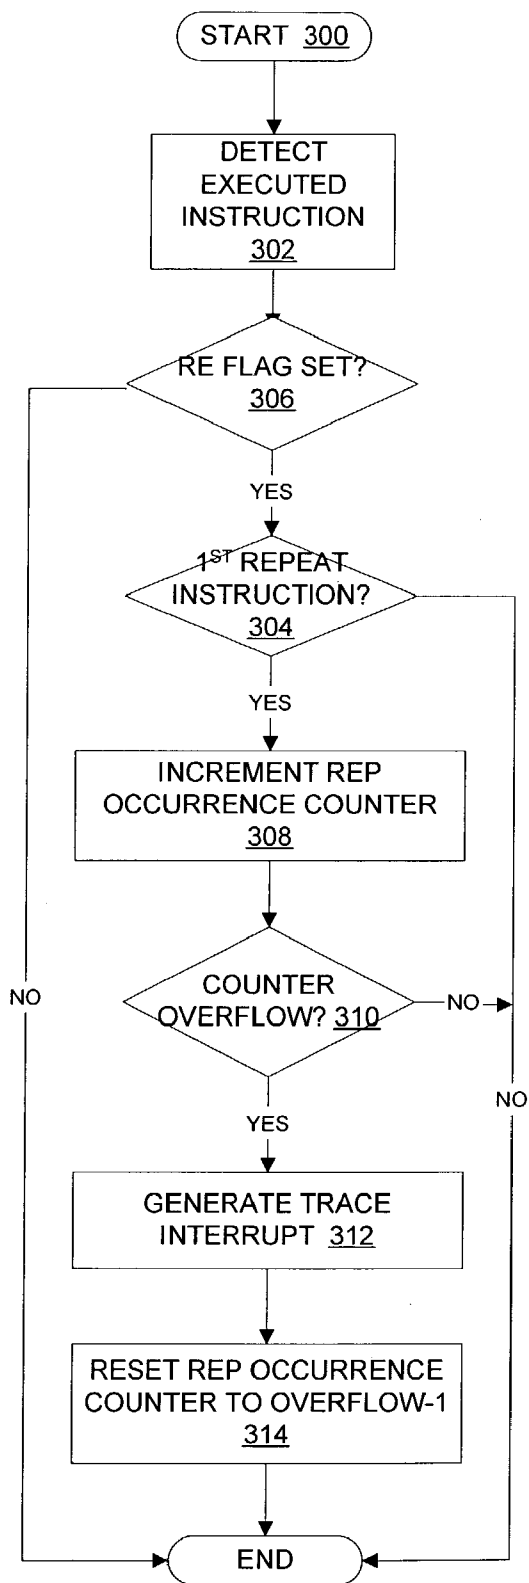 START 300
DETECT
EXECUTED
INSTRUCTION
302
RE FLAG SET?
306
YES
1ST REPEAT
INSTRUCTION?
304
YES
INCREMENT REP
OCCURRENCE COUNTER
308
NO
COUNTER
OVERFLOW? 310
NO
NO
YES
GENERATE TRACE
INTERRUPT 312
RESET REP OCCURRENCE
COUNTER TO OVERFLOW-1
314
END